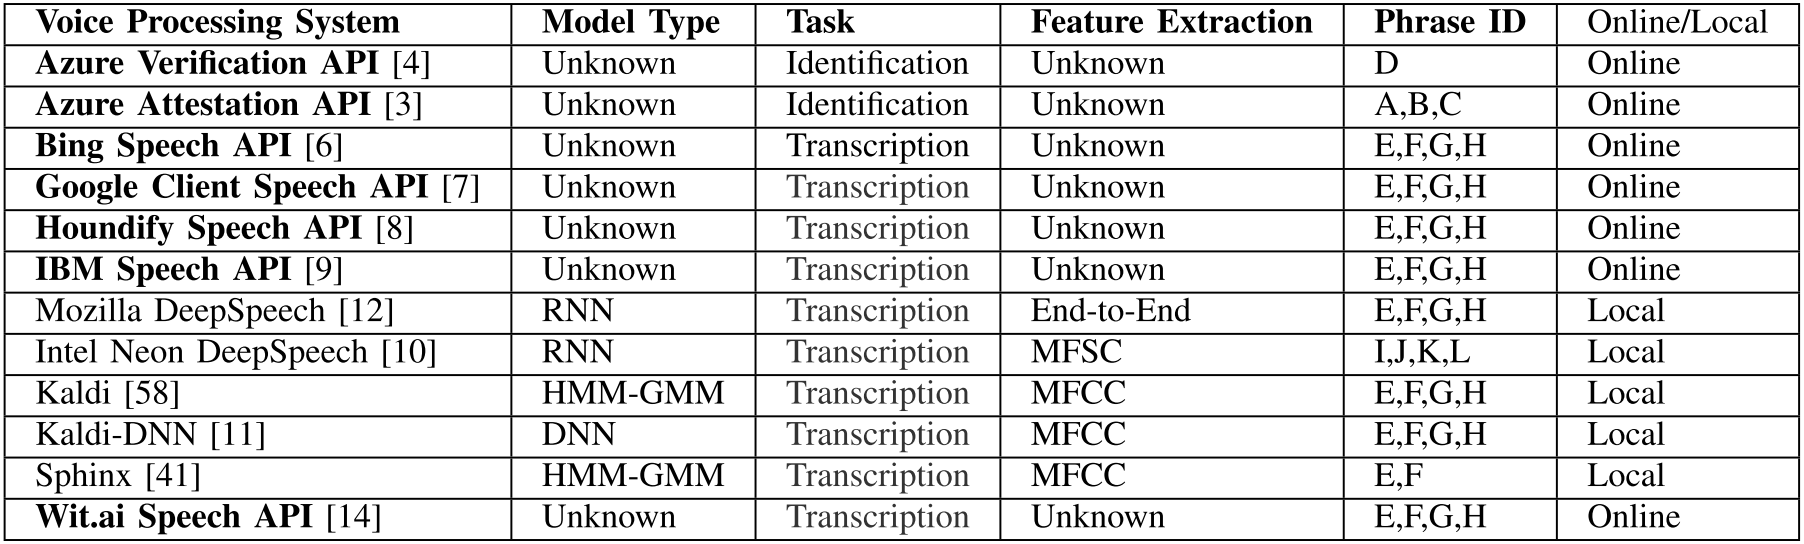 Voice Processing System Model Type Task Feature Extraction Phrase ID Online/Local
Azure Verification API [4] Unknown Identification Unknown D Online
Azure Attestation API [3] Unknown Identification Unknown A,B,C Online
Bing Speech API [6] Unknown Transcription Unknown E,F,G,H Online
Google Client Speech API [7] Unknown Transcription Unknown E,F,G,H Online
Houndify Speech API [8] Unknown Transcription Unknown E,F,G,H Online
IBM Speech API [9] Unknown Transcription Unknown E,F,G,H Online
Mozilla DeepSpeech [12] RNN Transcription End-to-End E,F,G,H Local
Intel Neon DeepSpeech [10] RNN Transcription MFSC I,J,K,L Local
Kaldi [58] HMM-GMM Transcription MFCC E,F,G,H Local
Kaldi-DNN [11] DNN Transcription MFCC E,F,G,H Local
Sphinx [41] HMM-GMM Transcription MFCC E,F Local
Wit.ai Speech API [14] Unknown Transcription Unknown E,F,G,H Online